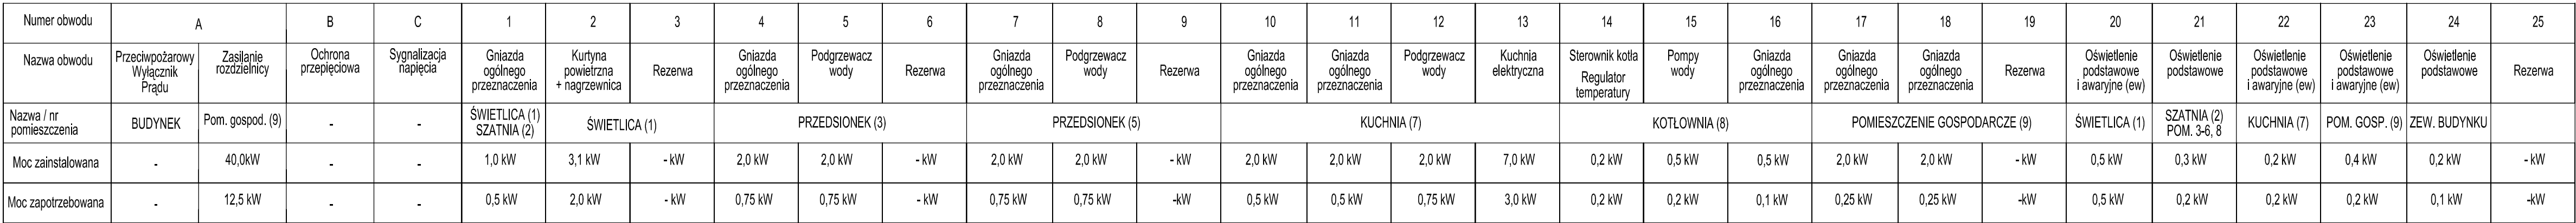 Numer obwodu A B C 1 2 3 4 5 6 7 8 9 10 11 12 13 14 15 16 17 18 19 20 21 22 23 24 25
Nazwa obwodu
Przeciwpożarowy
Wyłącznik
Prądu
Zasilanie
rozdzielnicy
Ochrona
przepięciowa
Sygnalizacja
napięcia
Gniazda
ogólnego
przeznaczenia
Kurtyna
powietrzna
+ nagrzewnica
Rezerwa
Gniazda
ogólnego
przeznaczenia
Podgrzewacz
wody
Rezerwa
Gniazda
ogólnego
przeznaczenia
Podgrzewacz
wody
Rezerwa
Gniazda
ogólnego
przeznaczenia
Gniazda
ogólnego
przeznaczenia
Podgrzewacz
wody
Kuchnia
elektryczna
Sterownik kotła
Regulator
temperatury
Pompy
wody
Gniazda
ogólnego
przeznaczenia
Gniazda
ogólnego
przeznaczenia
Gniazda
ogólnego
przeznaczenia
Rezerwa
Oświetlenie
podstawowe
i awaryjne (ew)
Oświetlenie
podstawowe
Oświetlenie
podstawowe
i awaryjne (ew)
Oświetlenie
podstawowe
i awaryjne (ew)
Oświetlenie
podstawowe
Rezerwa
Nazwa / nr
pomieszczenia
BUDYNEK
Pom. gospod. (9)
-
-
ŚWIETLICA (1)
SZATNIA (2)
ŚWIETLICA (1)
PRZEDSIONEK (3)
PRZEDSIONEK (5)
KUCHNIA (7)
KOTŁOWNIA (8)
POMIESZCZENIE GOSPODARCZE (9)
ŚWIETLICA (1)
SZATNIA (2)
POM. 3-6, 8
KUCHNIA (7)
POM. GOSP. (9)
ZEW. BUDYNKU
Moc zainstalowana - 40,0kW - - 1,0 kW 3,1 kW - kW 2,0 kW 2,0 kW - kW 2,0 kW 2,0 kW - kW 2,0 kW 2,0 kW 2,0 kW 7,0 kW 0,2 kW 0,5 kW 0,5 kW 2,0 kW 2,0 kW - kW 0,5 kW 0,3 kW 0,2 kW 0,4 kW 0,2 kW - kW
Moc zapotrzebowana - 12,5 kW - - 0,5 kW 2,0 kW - kW 0,75 kW 0,75 kW - kW 0,75 kW 0,75 kW -kW 0,5 kW 0,5 kW 0,75 kW 3,0 kW 0,2 kW 0,2 kW 0,1 kW 0,25 kW 0,25 kW -kW 0,5 kW 0,2 kW 0,2 kW 0,2 kW 0,1 kW -kW